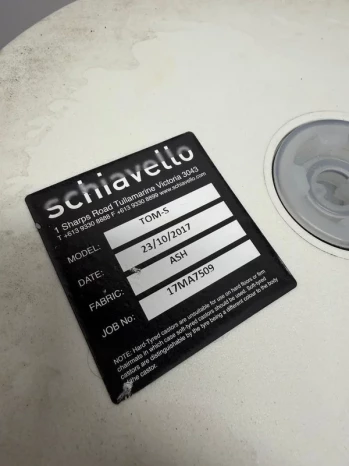 schiavello
1 Sharps Road Tullamarine Victoria 3043
T +613 9330 8888 F +613 9330 8899 www.schiavello.com
MODEL: TOM-S
DATE: 23/10/2017
FABRIC: ASH
JOB No: 17MA7509
NOTE: Hard-Tyred castors are unsuitable for use on hard floors or firm
chairmats in which case soft-tyred castors should be used. Soft-tyred
castors are distinguishable by the tyre being a different colour to the body
of the castor.